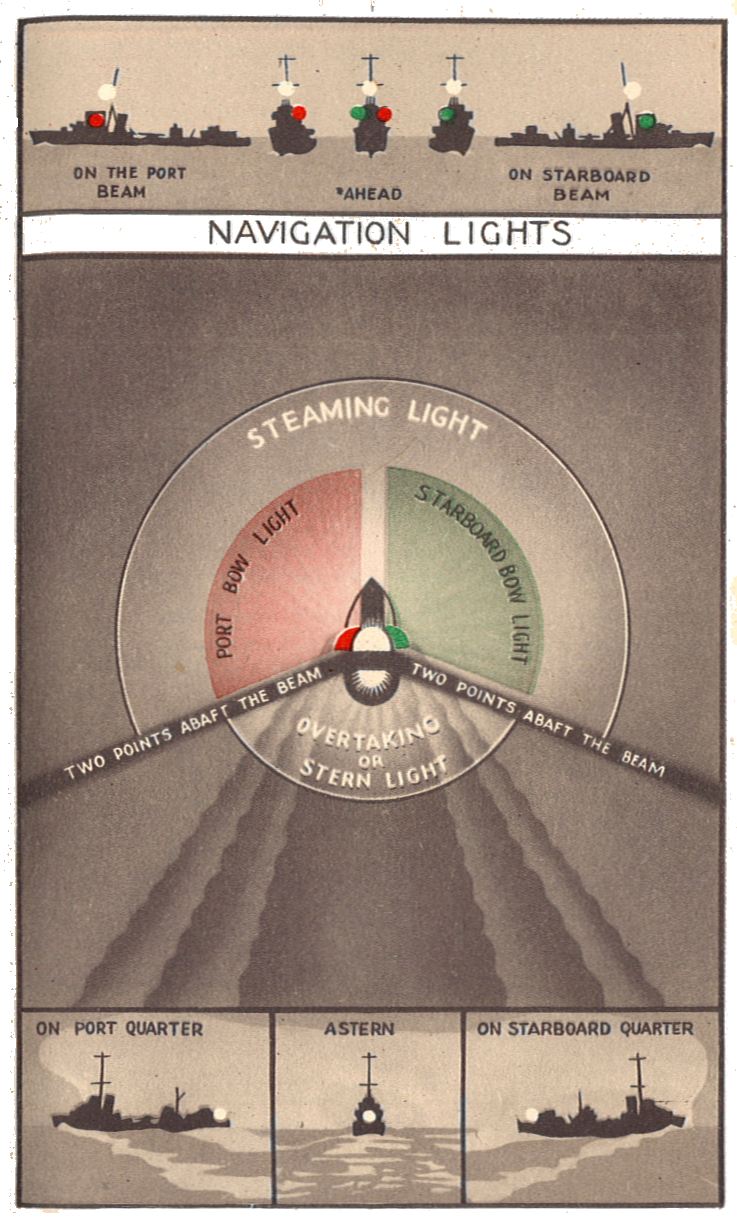 ON THE PORT
BEAM
*AHEAD
ON STARBOARD
BEAM
NAVIGATION LIGHTS
STEAMING LIGHT
PORT BOW LIGHT
STARBOARD BOW LIGHT
TWO POINTS ABAFT THE BEAM
TWO POINTS ABAFT THE BEAM
OVERTAKING
OR
STERN LIGHT
ON PORT QUARTER
ASTERN
ON STARBOARD QUARTER